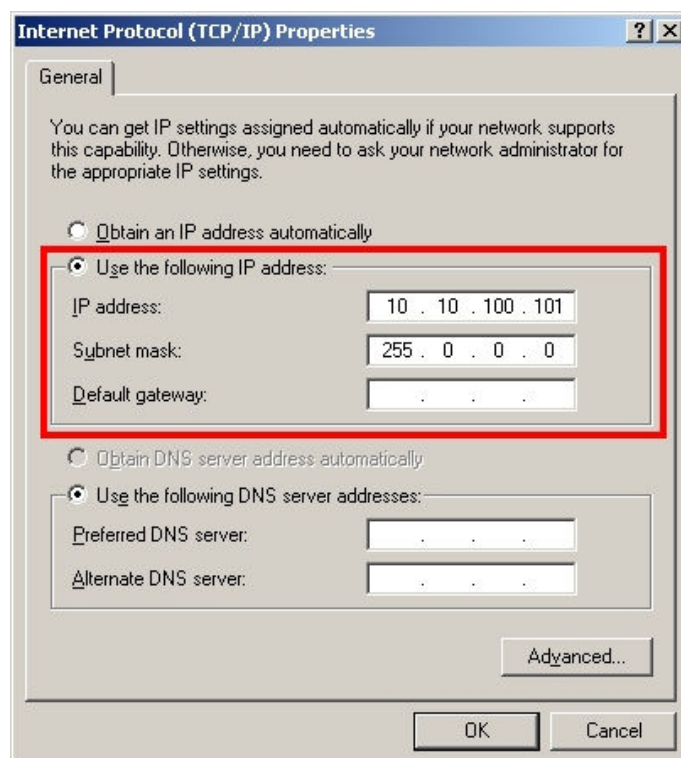 Internet Protocol (TCP/IP) Properties
General
You can get IP settings assigned automatically if your network supports
this capability. Otherwise, you need to ask your network administrator for
the appropriate IP settings.
Obtain an IP address automatically
Use the following IP address:
IP address: 10 . 10 . 100 . 101
Subnet mask: 255 . 0 . 0 . 0
Default gateway: . . .
Obtain DNS server address automatically
Use the following DNS server addresses:
Preferred DNS server: . . .
Alternate DNS server: . . .
Advanced...
OK Cancel